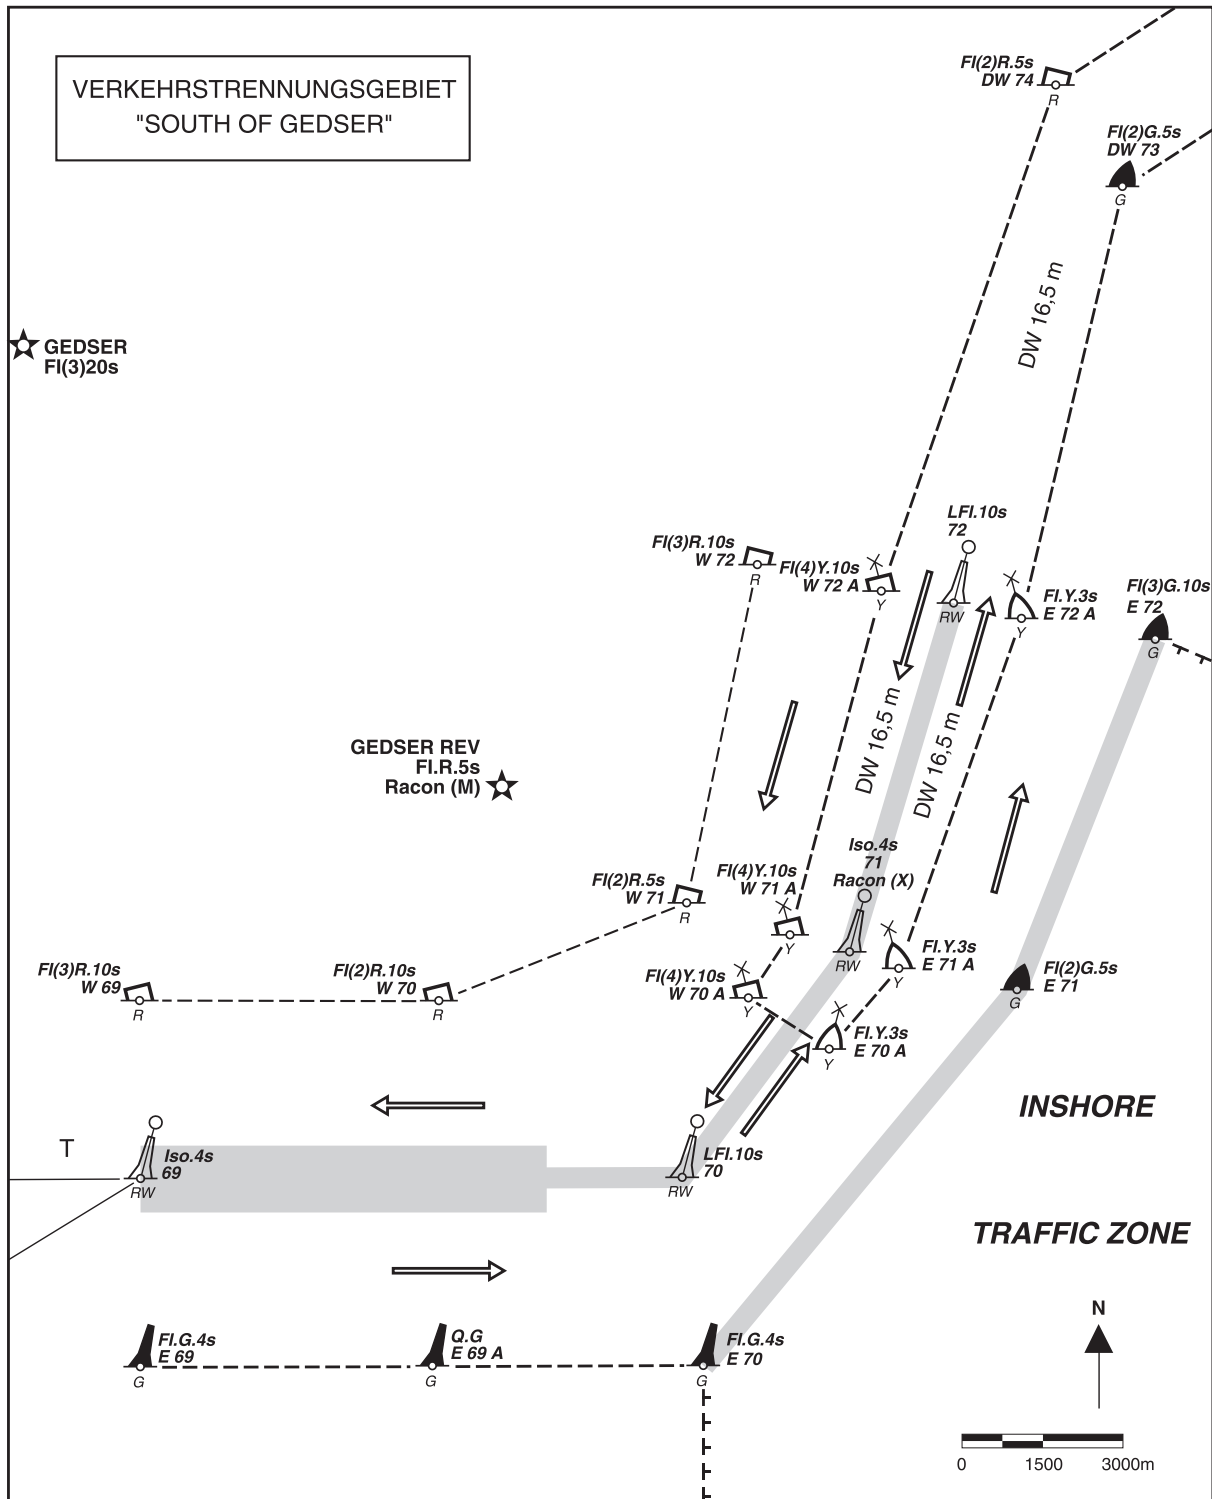 VERKEHRSTRENNUNGSGEBIET
"SOUTH OF GEDSER"
Fl(2)R.5s
DW 74
R
Fl(2)G.5s
DW 73
G
DW 16,5 m
GEDSER
Fl(3)20s
LFl.10s
72
RW
Fl(3)R.10s
W 72
R
Fl(4)Y.10s
W 72 A
Y
Fl.Y.3s
E 72 A
Y
Fl(3)G.10s
E 72
G
DW 16,5 m
DW 16,5 m
GEDSER REV
Fl.R.5s
Racon (M)
Iso.4s
71
Racon (X)
RW
Fl(2)R.5s
W 71
R
Fl(4)Y.10s
W 71 A
Y
Fl.Y.3s
E 71 A
Y
Fl(2)G.5s
E 71
G
Fl(3)R.10s
W 69
R
Fl(2)R.10s
W 70
R
Fl(4)Y.10s
W 70 A
Y
Fl.Y.3s
E 70 A
Y
INSHORE
T
Iso.4s
69
RW
LFl.10s
70
RW
TRAFFIC ZONE
Fl.G.4s
E 69
G
Q.G
E 69 A
G
Fl.G.4s
E 70
G
N
0 1500 3000m